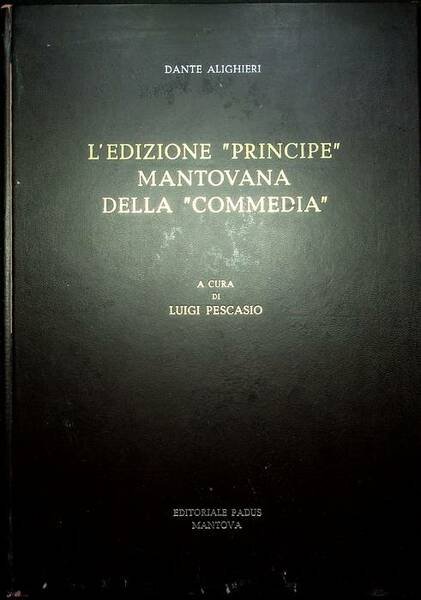 DANTE ALIGHIERI
L'EDIZIONE "PRINCIPE"
MANTOVANA
DELLA "COMMEDIA"
A CURA
DI
LUIGI PESCASIO
EDITORIALE PADUS
MANTOVA